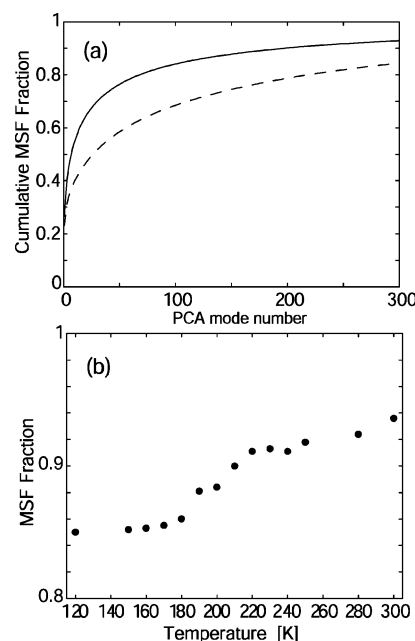 (a)
Cumulative MSF Fraction
1
0.8
0.6
0.4
0.2
0
0 100 200 300
PCA mode number
(b)
MSF Fraction
1
0.9
0.8
120 140 160 180 200 220 240 260 280 300
Temperature [K]